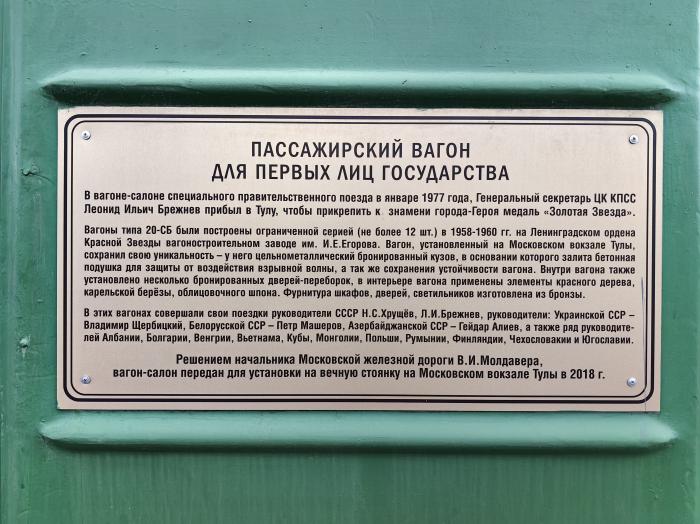 ПАССАЖИРСКИЙ ВАГОН
ДЛЯ ПЕРВЫХ ЛИЦ ГОСУДАРСТВА
В вагоне-салоне специального правительственного поезда в январе 1977 года, Генеральный секретарь ЦК КПСС
Леонид Ильич Брежнев прибыл в Тулу, чтобы прикрепить к знамени города-Героя медаль «Золотая Звезда».
Вагоны типа 20-СБ были построены ограниченной серией (не более 12 шт.) в 1958-1960 гг. на Ленинградском ордена
Красной Звезды вагоностроительном заводе им. И.Е.Егорова. Вагон, установленный на Московском вокзале Тулы,
сохранил свою уникальность – у него цельнометаллический бронированный кузов, в основании которого залита бетонная
подушка для защиты от воздействия взрывной волны, а так же сохранения устойчивости вагона. Внутри вагона также
установлено несколько бронированных дверей-переборок, в интерьере вагона применены элементы красного дерева,
карельской берёзы, облицовочного шпона. Фурнитура шкафов, дверей, светильников изготовлена из бронзы.
В этих вагонах совершали свои поездки руководители СССР Н.С.Хрущёв, Л.И.Брежнев, руководители: Украинской ССР –
Владимир Щербицкий, Белорусской ССР – Петр Машеров, Азербайджанской ССР – Гейдар Алиев, а также ряд руководите-
лей Албании, Болгарии, Венгрии, Вьетнама, Кубы, Монголии, Польши, Румынии, Финляндии, Чехословакии и Югославии.
Решением начальника Московской железной дороги В.И.Молдавера,
вагон-салон передан для установки на вечную стоянку на Московском вокзале Тулы в 2018 г.